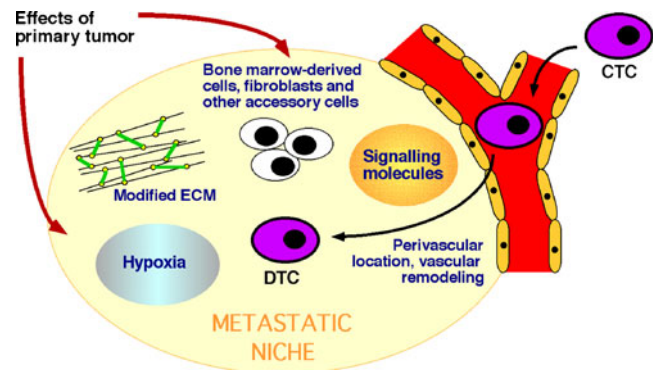 Effects of
primary tumor
Bone marrow-derived
cells, fibroblasts and
other accessory cells
CTC
Modified ECM
Signalling
molecules
Hypoxia
DTC
Perivascular
location, vascular
remodeling
METASTATIC
NICHE